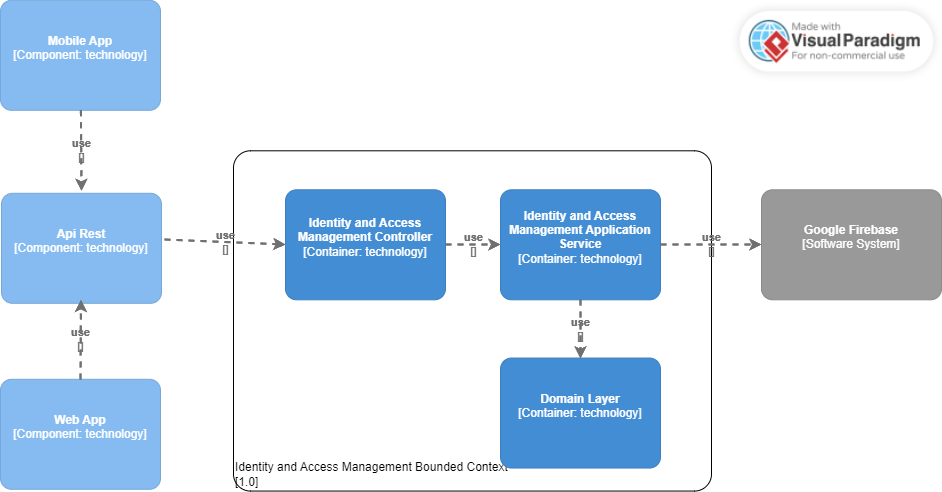 Mobile App
[Component: technology]
Made with
Visual Paradigm
For non-commercial use
use
[]
Api Rest
[Component: technology]
use
[]
Identity and Access
Management Controller
[Container: technology]
use
[]
Identity and Access
Management Application
Service
[Container: technology]
use
[]
Google Firebase
[Software System]
use
[]
use
[]
Domain Layer
[Container: technology]
Web App
[Component: technology]
Identity and Access Management Bounded Context
[1.0]